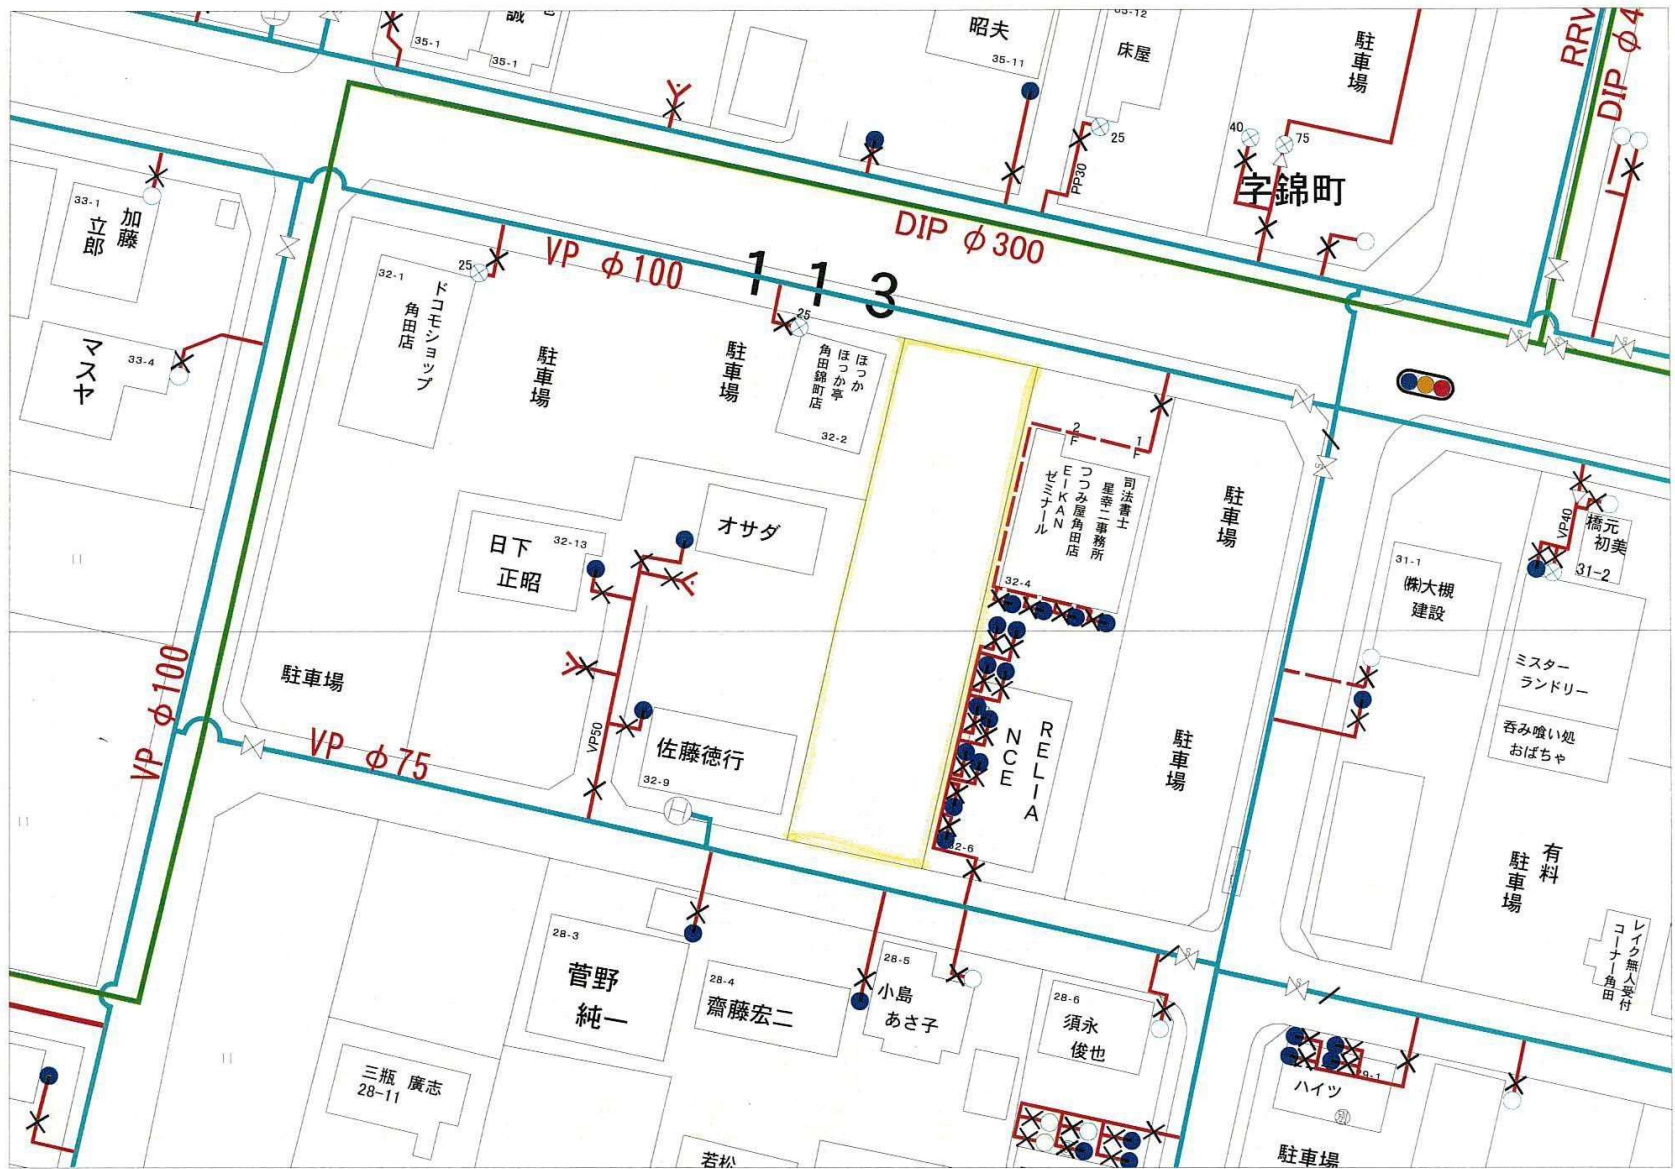 誠
35-1
35-1
昭夫
35-11
35-12
床屋
25
PP30
駐車場
40
75
字錦町
RRV
DIP φ4
33-1
加藤
立郎
マスヤ
33-4
32-1
ドコモショップ
角田店
25
VP φ100
113
DIP φ300
25
駐車場
駐車場
ほっか
ほっか亭
角田錦町店
32-2
2F
1F
司法書士
星幸二事務所
つつみ屋角田店
EIKAN
ゼミナール
32-4
駐車場
オサダ
日下
正昭
32-13
駐車場
VP φ100
VP φ75
VP50
佐藤徳行
32-9
RELIA
NCE
32-6
駐車場
31-1
㈱大槻
建設
VP40
橋元
初美
31-2
ミスター
ランドリー
呑み喰い処
おばちゃ
有料
駐車場
レイク無人受付
コーナー角田
28-3
菅野
純一
28-4
齋藤宏二
28-5
小島
あさ子
28-6
須永
俊也
三瓶 廣志
28-11
若松
29-1
ハイツ
駐車場